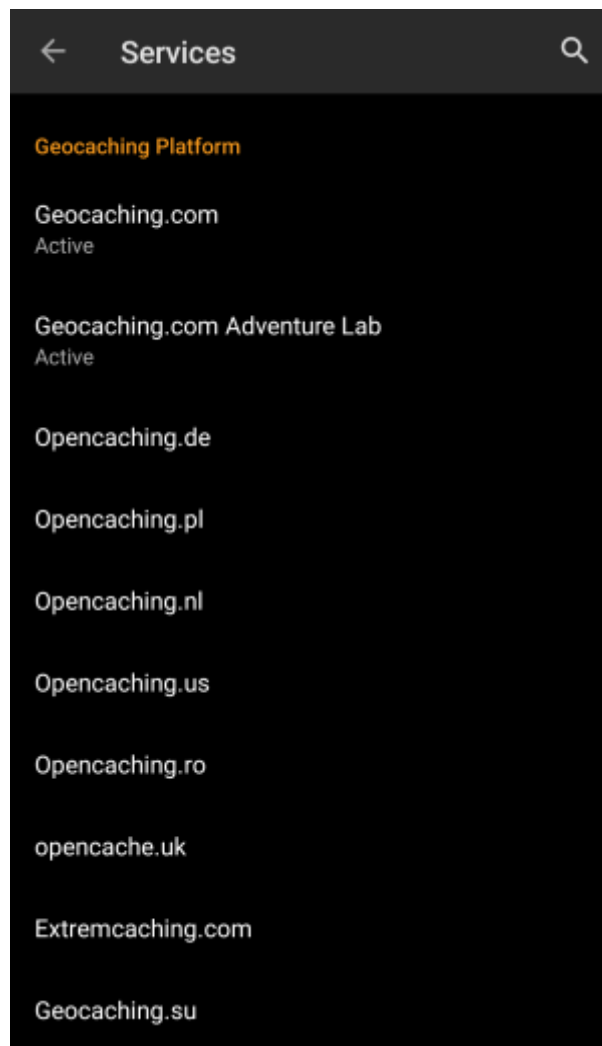 Services
Geocaching Platform
Geocaching.com
Active
Geocaching.com Adventure Lab
Active
Opencaching.de
Opencaching.pl
Opencaching.nl
Opencaching.us
Opencaching.ro
opencache.uk
Extremcaching.com
Geocaching.su